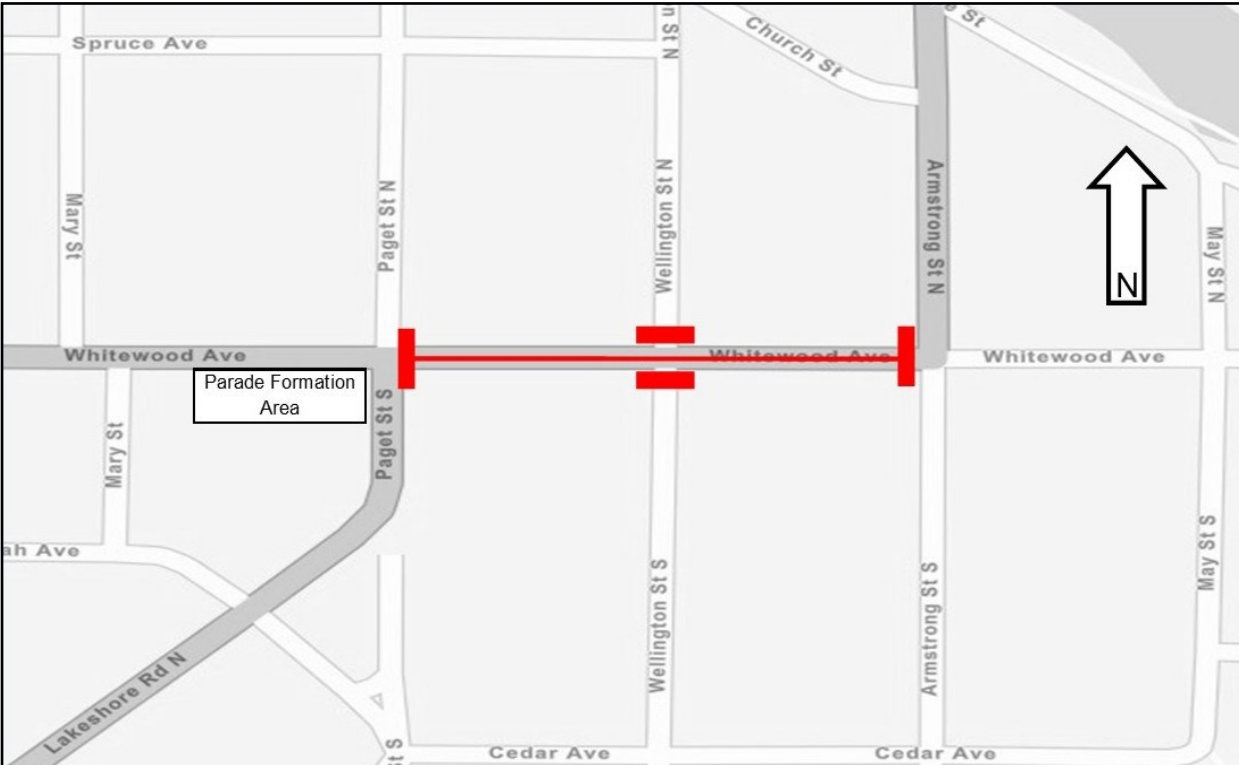 n St N
e St
Church St
Spruce Ave
Mary St
Paget St N
Wellington St N
Armstrong St N
May St N
N
Whitewood Ave
Whitewood Ave
Whitewood Ave
Parade Formation
Area
Mary St
Paget St S
ah Ave
Wellington St S
Armstrong St S
May St S
Lakeshore Rd N
St S
Cedar Ave
Cedar Ave